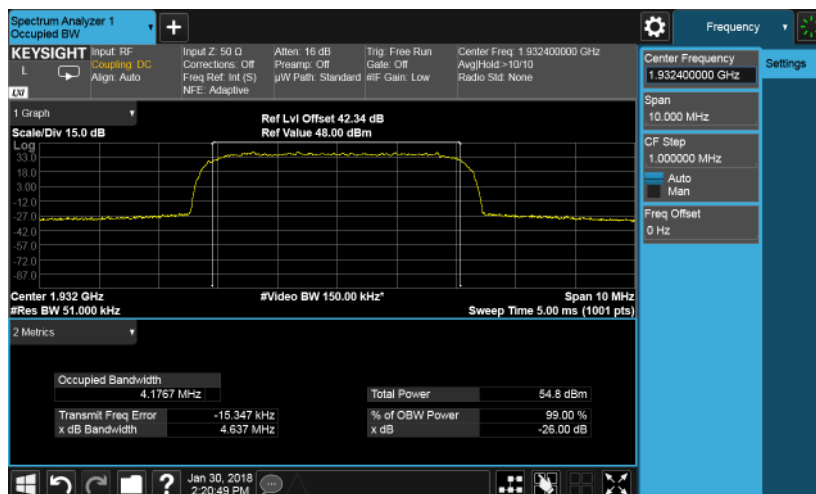 Spectrum Analyzer 1
Occupied BW
Frequency
KEYSIGHT
L
LXI
Input: RF
Coupling: DC
Align: Auto
Input Z: 50 Ω
Corrections: Off
Freq Ref: Int (S)
NFE: Adaptive
Atten: 16 dB
Preamp: Off
µW Path: Standard
Trig: Free Run
Gate: Off
#IF Gain: Low
Center Freq: 1.932400000 GHz
Avg|Hold:>10/10
Radio Std: None
Center Frequency
1.932400000 GHz
Settings
Span
10.000 MHz
CF Step
1.000000 MHz
Auto
Man
Freq Offset
0 Hz
1 Graph
Scale/Div 15.0 dB
Ref Lvl Offset 42.34 dB
Ref Value 48.00 dBm
Log
33.0
18.0
3.00
-12.0
-27.0
-42.0
-57.0
-72.0
-87.0
Center 1.932 GHz
#Video BW 150.00 kHz*
Span 10 MHz
#Res BW 51.000 kHz
Sweep Time 5.00 ms (1001 pts)
2 Metrics
Occupied Bandwidth
4.1767 MHz
Total Power 54.8 dBm
Transmit Freq Error -15.347 kHz
% of OBW Power 99.00 %
x dB Bandwidth 4.637 MHz
x dB -26.00 dB
?
Jan 30, 2018
2:20:49 PM